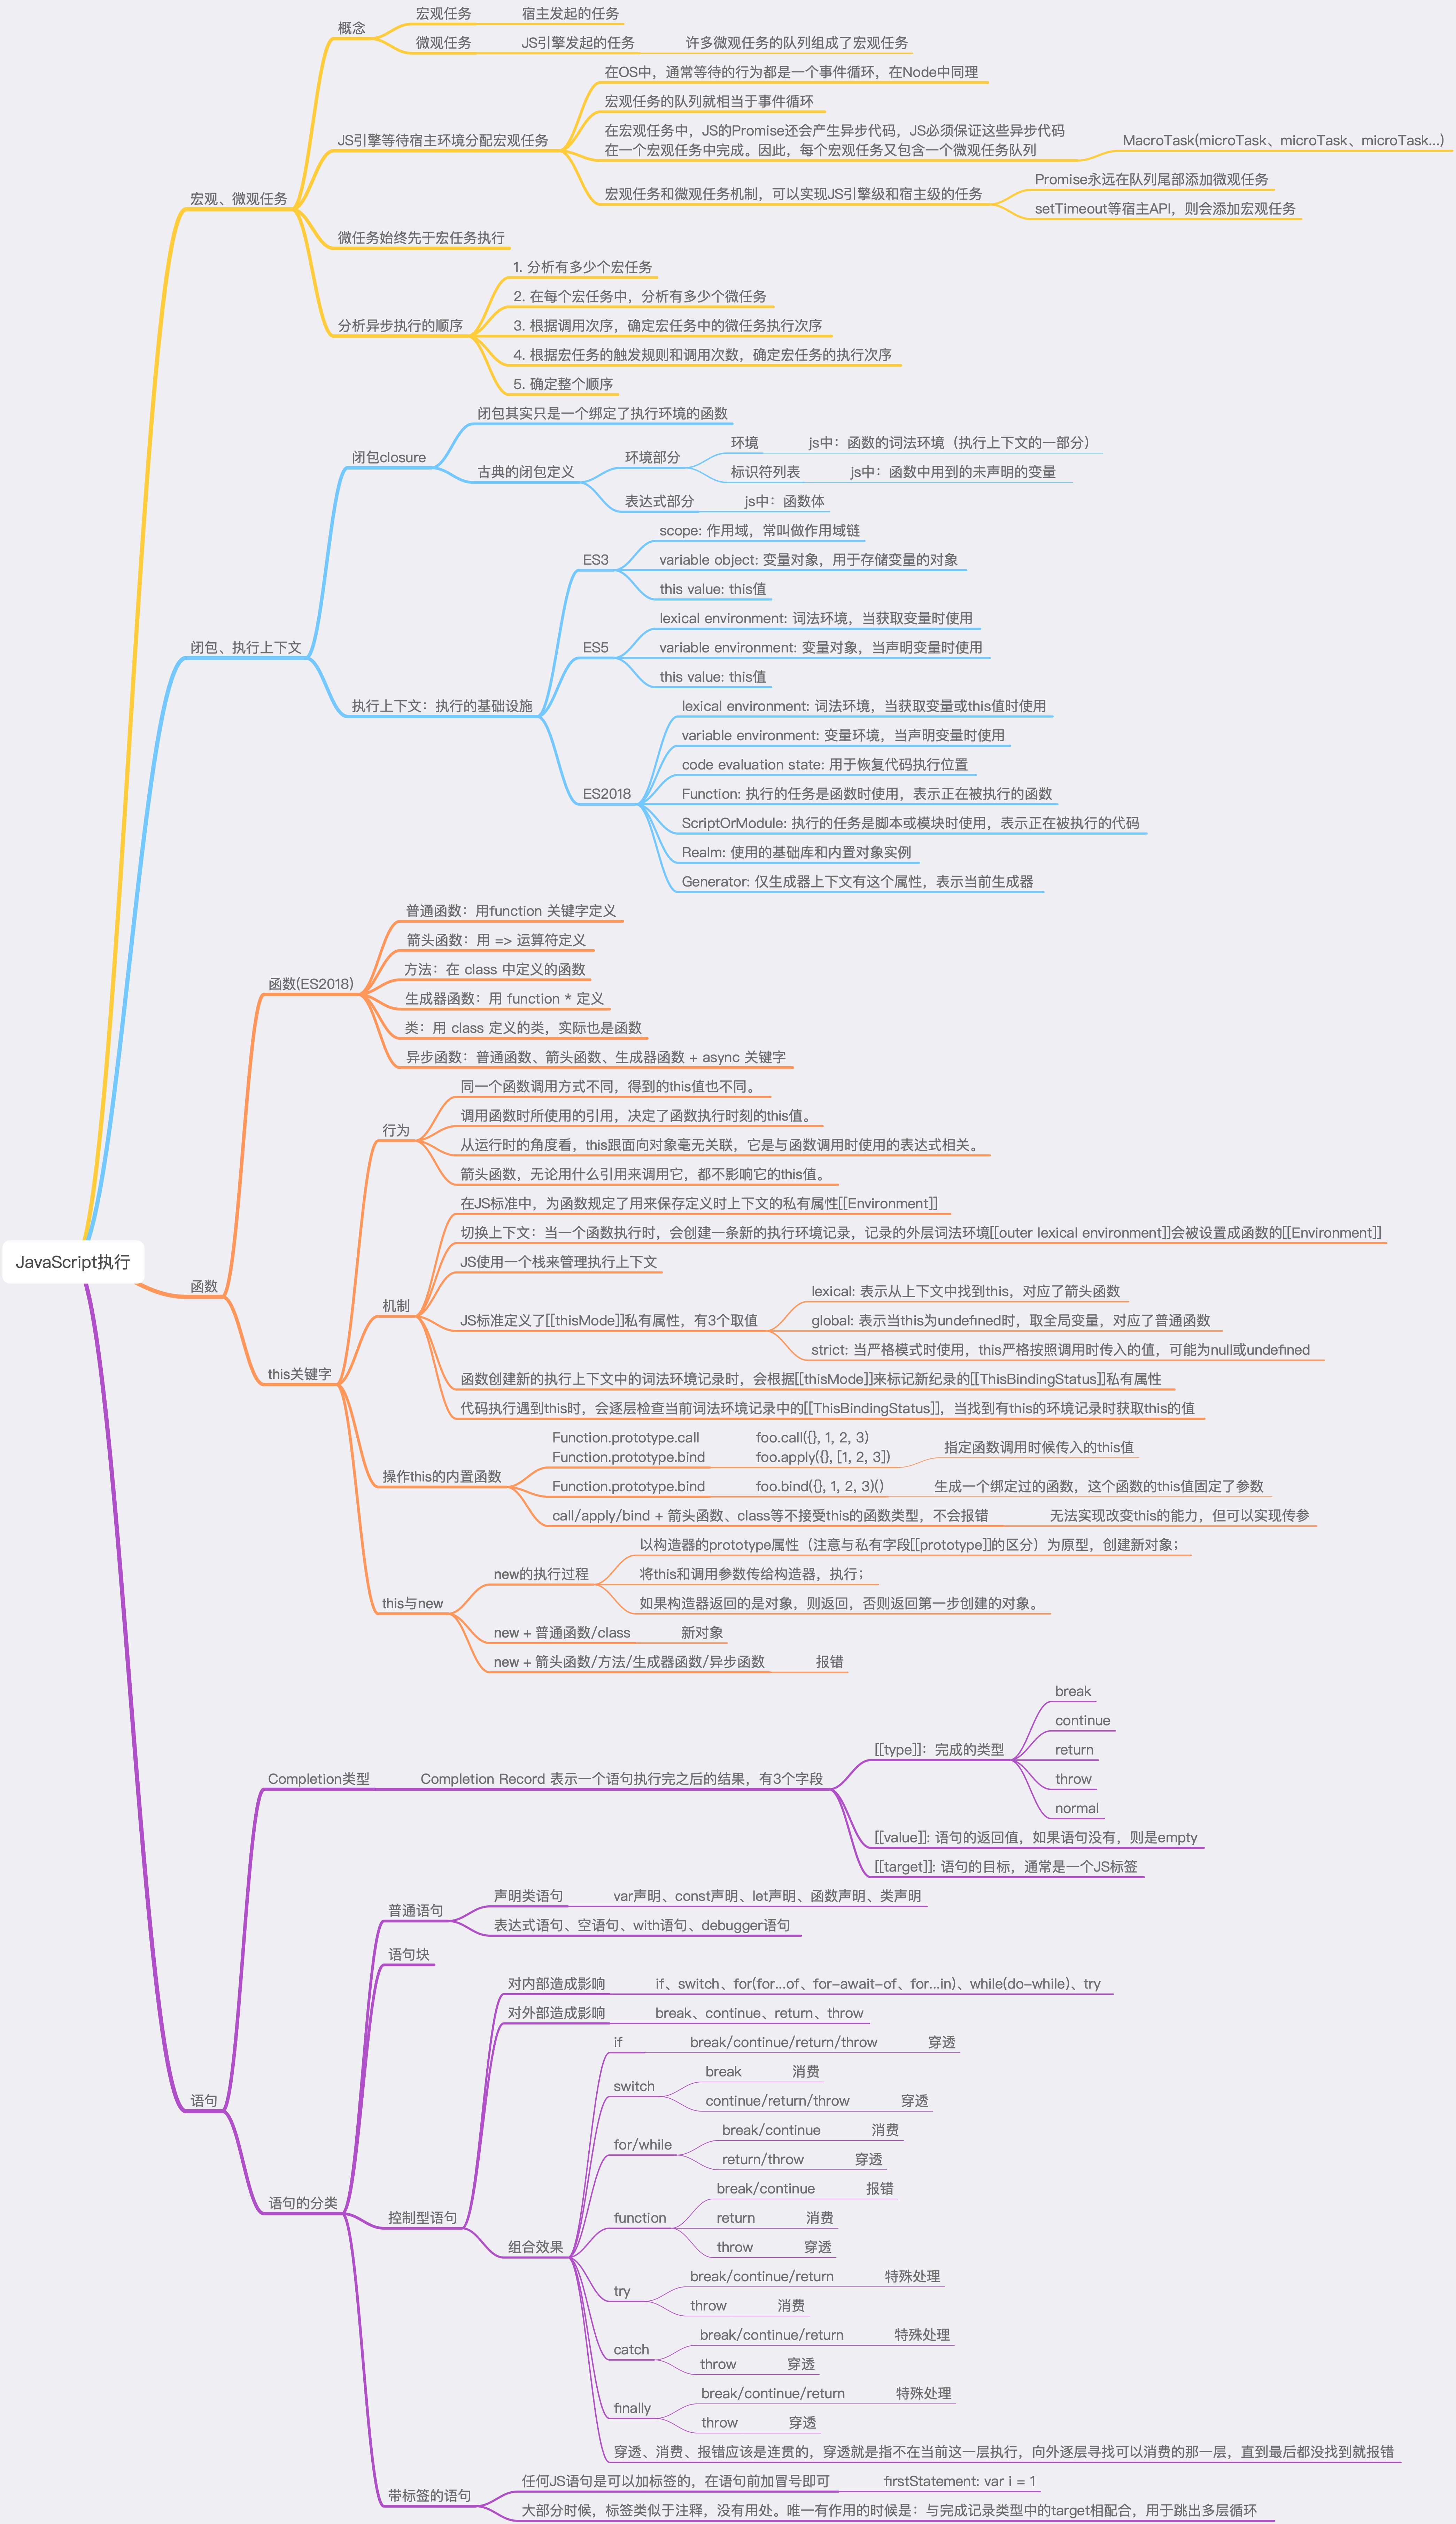 JavaScript执行
宏观、微观任务
概念
宏观任务
宿主发起的任务
微观任务
JS引擎发起的任务
许多微观任务的队列组成了宏观任务
JS引擎等待宿主环境分配宏观任务
在OS中，通常等待的行为都是一个事件循环，在Node中同理
宏观任务的队列就相当于事件循环
在宏观任务中，JS的Promise还会产生异步代码，JS必须保证这些异步代码
在一个宏观任务中完成。因此，每个宏观任务又包含一个微观任务队列
MacroTask(microTask、microTask、microTask...)
宏观任务和微观任务机制，可以实现JS引擎级和宿主级的任务
Promise永远在队列尾部添加微观任务
setTimeout等宿主API，则会添加宏观任务
微任务始终先于宏任务执行
分析异步执行的顺序
1. 分析有多少个宏任务
2. 在每个宏任务中，分析有多少个微任务
3. 根据调用次序，确定宏任务中的微任务执行次序
4. 根据宏任务的触发规则和调用次数，确定宏任务的执行次序
5. 确定整个顺序
闭包、执行上下文
闭包closure
闭包其实只是一个绑定了执行环境的函数
古典的闭包定义
环境部分
环境
js中：函数的词法环境（执行上下文的一部分）
标识符列表
js中：函数中用到的未声明的变量
表达式部分
js中：函数体
执行上下文：执行的基础设施
ES3
scope: 作用域，常叫做作用域链
variable object: 变量对象，用于存储变量的对象
this value: this值
ES5
lexical environment: 词法环境，当获取变量时使用
variable environment: 变量对象，当声明变量时使用
this value: this值
ES2018
lexical environment: 词法环境，当获取变量或this值时使用
variable environment: 变量环境，当声明变量时使用
code evaluation state: 用于恢复代码执行位置
Function: 执行的任务是函数时使用，表示正在被执行的函数
ScriptOrModule: 执行的任务是脚本或模块时使用，表示正在被执行的代码
Realm: 使用的基础库和内置对象实例
Generator: 仅生成器上下文有这个属性，表示当前生成器
函数
函数(ES2018)
普通函数：用function 关键字定义
箭头函数：用 => 运算符定义
方法：在 class 中定义的函数
生成器函数：用 function * 定义
类：用 class 定义的类，实际也是函数
异步函数：普通函数、箭头函数、生成器函数 + async 关键字
this关键字
行为
同一个函数调用方式不同，得到的this值也不同。
调用函数时所使用的引用，决定了函数执行时刻的this值。
从运行时的角度看，this跟面向对象毫无关联，它是与函数调用时使用的表达式相关。
箭头函数，无论用什么引用来调用它，都不影响它的this值。
机制
在JS标准中，为函数规定了用来保存定义时上下文的私有属性[[Environment]]
切换上下文：当一个函数执行时，会创建一条新的执行环境记录，记录的外层词法环境[[outer lexical environment]]会被设置成函数的[[Environment]]
JS使用一个栈来管理执行上下文
JS标准定义了[[thisMode]]私有属性，有3个取值
lexical: 表示从上下文中找到this，对应了箭头函数
global: 表示当this为undefined时，取全局变量，对应了普通函数
strict: 当严格模式时使用，this严格按照调用时传入的值，可能为null或undefined
函数创建新的执行上下文中的词法环境记录时，会根据[[thisMode]]来标记新纪录的[[ThisBindingStatus]]私有属性
代码执行遇到this时，会逐层检查当前词法环境记录中的[[ThisBindingStatus]]，当找到有this的环境记录时获取this的值
操作this的内置函数
Function.prototype.call
Function.prototype.bind
foo.call({}, 1, 2, 3)
foo.apply({}, [1, 2, 3])
指定函数调用时候传入的this值
Function.prototype.bind
foo.bind({}, 1, 2, 3)()
生成一个绑定过的函数，这个函数的this值固定了参数
call/apply/bind + 箭头函数、class等不接受this的函数类型，不会报错
无法实现改变this的能力，但可以实现传参
this与new
new的执行过程
以构造器的prototype属性（注意与私有字段[[prototype]]的区分）为原型，创建新对象；
将this和调用参数传给构造器，执行；
如果构造器返回的是对象，则返回，否则返回第一步创建的对象。
new + 普通函数/class
新对象
new + 箭头函数/方法/生成器函数/异步函数
报错
语句
Completion类型
Completion Record 表示一个语句执行完之后的结果，有3个字段
[[type]]：完成的类型
break
continue
return
throw
normal
[[value]]: 语句的返回值，如果语句没有，则是empty
[[target]]: 语句的目标，通常是一个JS标签
语句的分类
普通语句
声明类语句
var声明、const声明、let声明、函数声明、类声明
表达式语句、空语句、with语句、debugger语句
语句块
控制型语句
对内部造成影响
if、switch、for(for...of、for-await-of、for...in)、while(do-while)、try
对外部造成影响
break、continue、return、throw
组合效果
if
break/continue/return/throw
穿透
switch
break
消费
continue/return/throw
穿透
for/while
break/continue
消费
return/throw
穿透
function
break/continue
报错
return
消费
throw
穿透
try
break/continue/return
特殊处理
throw
消费
catch
break/continue/return
特殊处理
throw
穿透
finally
break/continue/return
特殊处理
throw
穿透
穿透、消费、报错应该是连贯的，穿透就是指不在当前这一层执行，向外逐层寻找可以消费的那一层，直到最后都没找到就报错
带标签的语句
任何JS语句是可以加标签的，在语句前加冒号即可
firstStatement: var i = 1
大部分时候，标签类似于注释，没有用处。唯一有作用的时候是：与完成记录类型中的target相配合，用于跳出多层循环